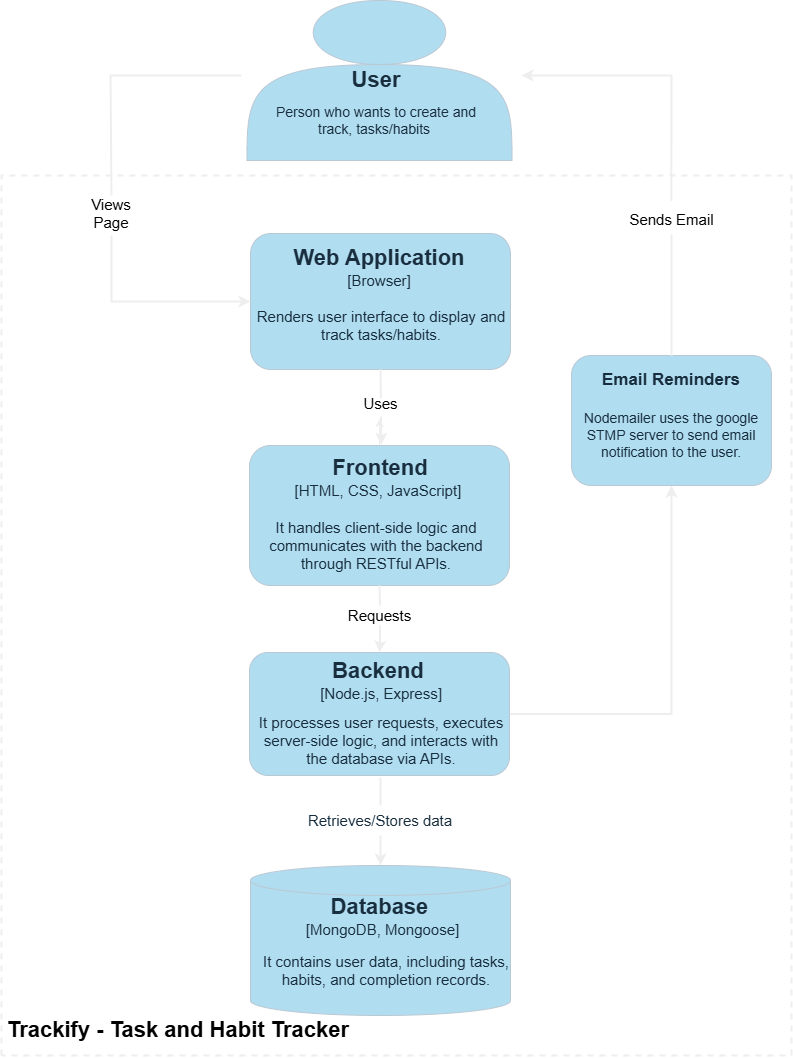 User
Person who wants to create and
track, tasks/habits
Views
Page
Sends Email
Web Application
[Browser]
Renders user interface to display and
track tasks/habits.
Uses
Email Reminders
Nodemailer uses the google
STMP server to send email
notification to the user.
Frontend
[HTML, CSS, JavaScript]
It handles client-side logic and
communicates with the backend
through RESTful APIs.
Requests
Backend
[Node.js, Express]
It processes user requests, executes
server-side logic, and interacts with
the database via APIs.
Retrieves/Stores data
Database
[MongoDB, Mongoose]
It contains user data, including tasks,
habits, and completion records.
Trackify - Task and Habit Tracker